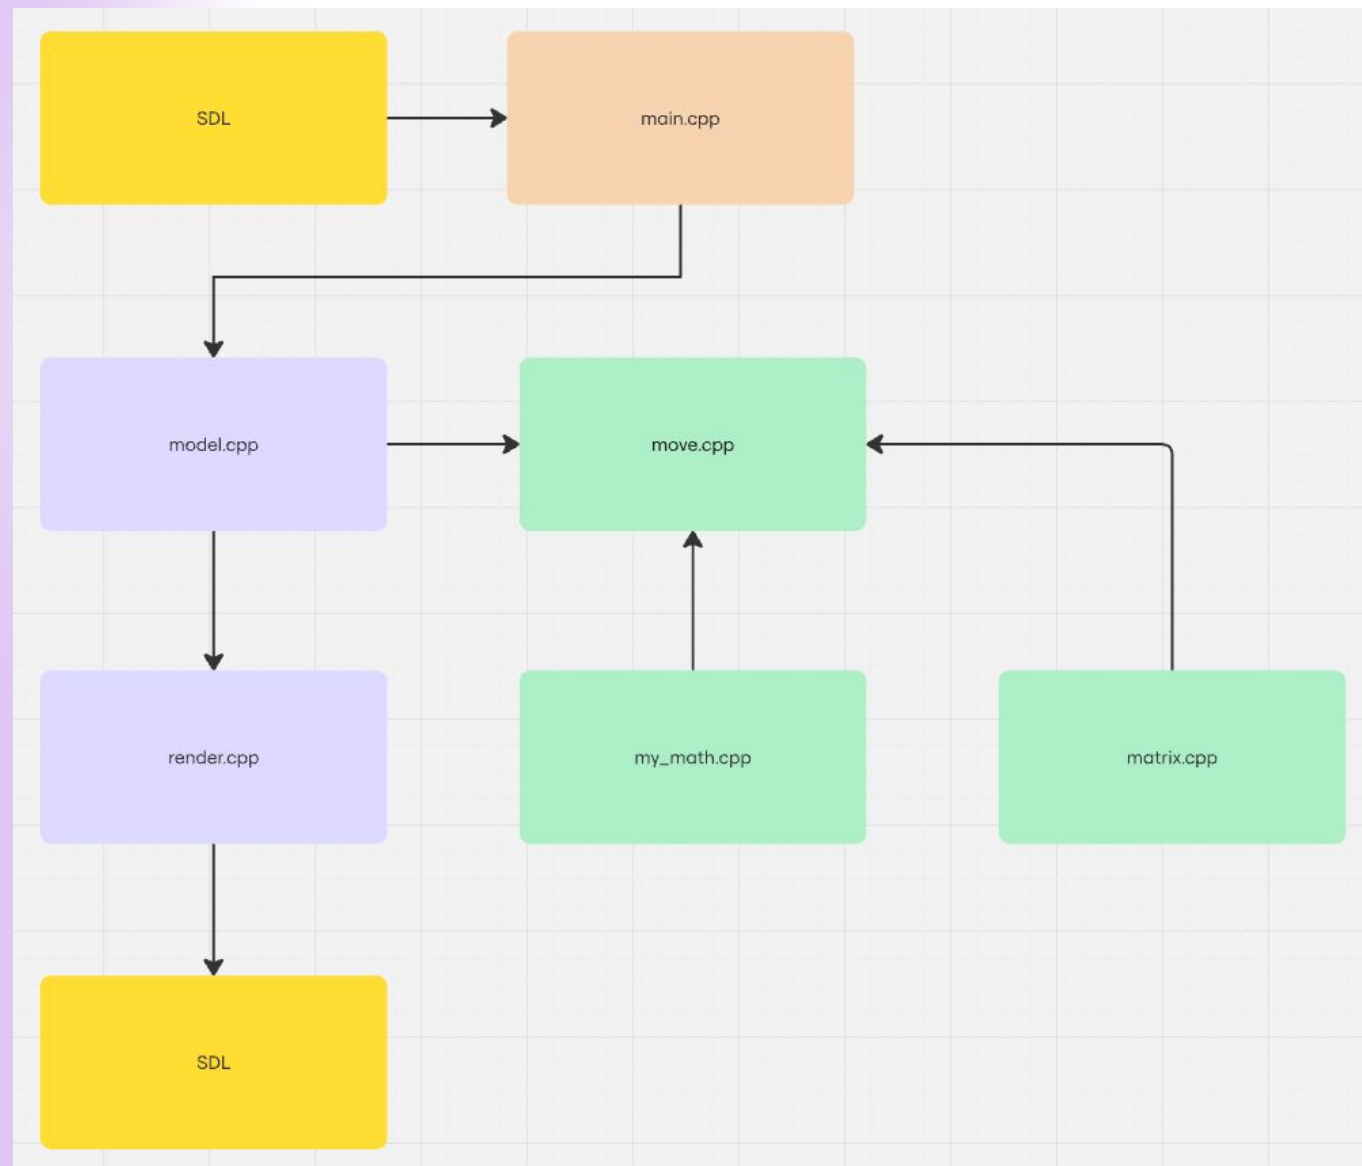 SDL
main.cpp
model.cpp
move.cpp
render.cpp
my_math.cpp
matrix.cpp
SDL